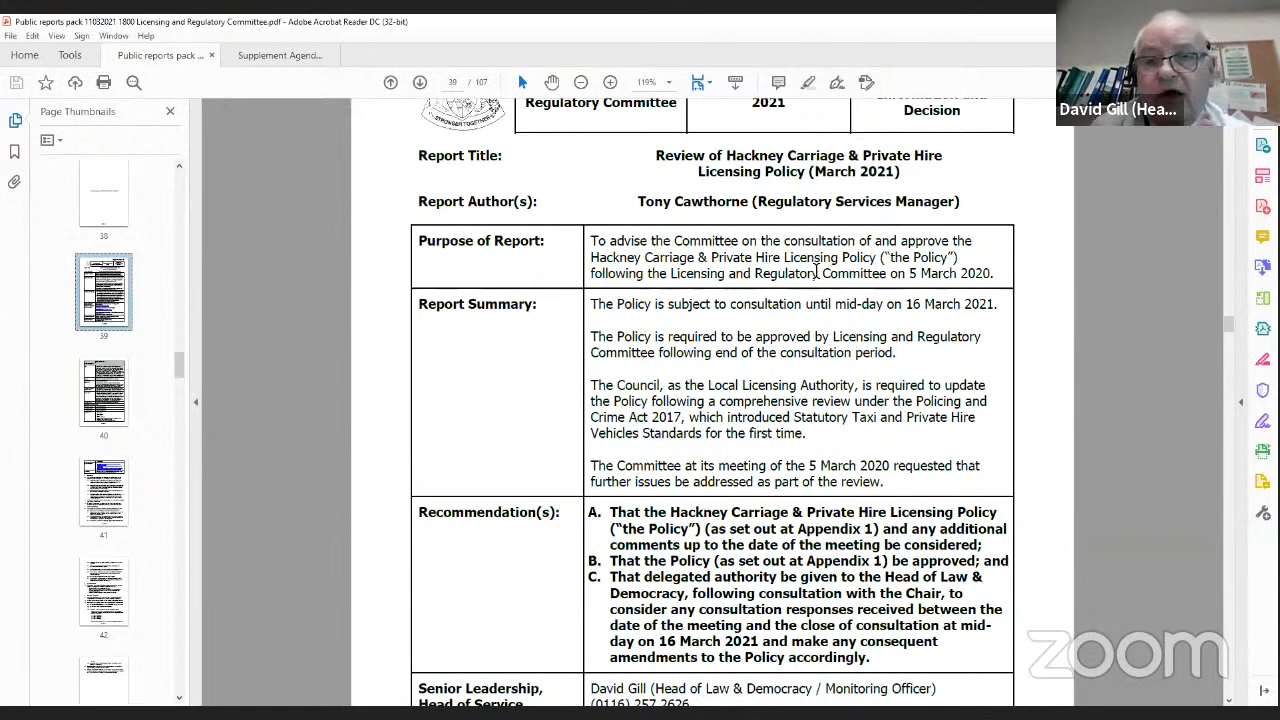 Public reports pack 11032021 1800 Licensing and Regulatory Committee.pdf - Adobe Acrobat Reader DC (32-bit)
File Edit View Sign Window Help
Home Tools Public reports pack ... × Supplement Agend...
39 / 107 119%
Page Thumbnails
38
39
40
41
42
STRONGER TOGETHER
Regulatory Committee 2021
Decision
Report Title: Review of Hackney Carriage & Private Hire
Licensing Policy (March 2021)
Report Author(s): Tony Cawthorne (Regulatory Services Manager)
Purpose of Report: To advise the Committee on the consultation of and approve the
Hackney Carriage & Private Hire Licensing Policy (“the Policy”)
following the Licensing and Regulatory Committee on 5 March 2020.
Report Summary: The Policy is subject to consultation until mid-day on 16 March 2021.
The Policy is required to be approved by Licensing and Regulatory
Committee following end of the consultation period.
The Council, as the Local Licensing Authority, is required to update
the Policy following a comprehensive review under the Policing and
Crime Act 2017, which introduced Statutory Taxi and Private Hire
Vehicles Standards for the first time.
The Committee at its meeting of the 5 March 2020 requested that
further issues be addressed as part of the review.
Recommendation(s): A. That the Hackney Carriage & Private Hire Licensing Policy
(“the Policy”) (as set out at Appendix 1) and any additional
comments up to the date of the meeting be considered;
B. That the Policy (as set out at Appendix 1) be approved; and
C. That delegated authority be given to the Head of Law &
Democracy, following consultation with the Chair, to
consider any consultation responses received between the
date of the meeting and the close of consultation at mid-
day on 16 March 2021 and make any consequent
amendments to the Policy accordingly.
Senior Leadership, David Gill (Head of Law & Democracy / Monitoring Officer)
Head of Service (0116) 257 2626
David Gill (Hea...
zoom